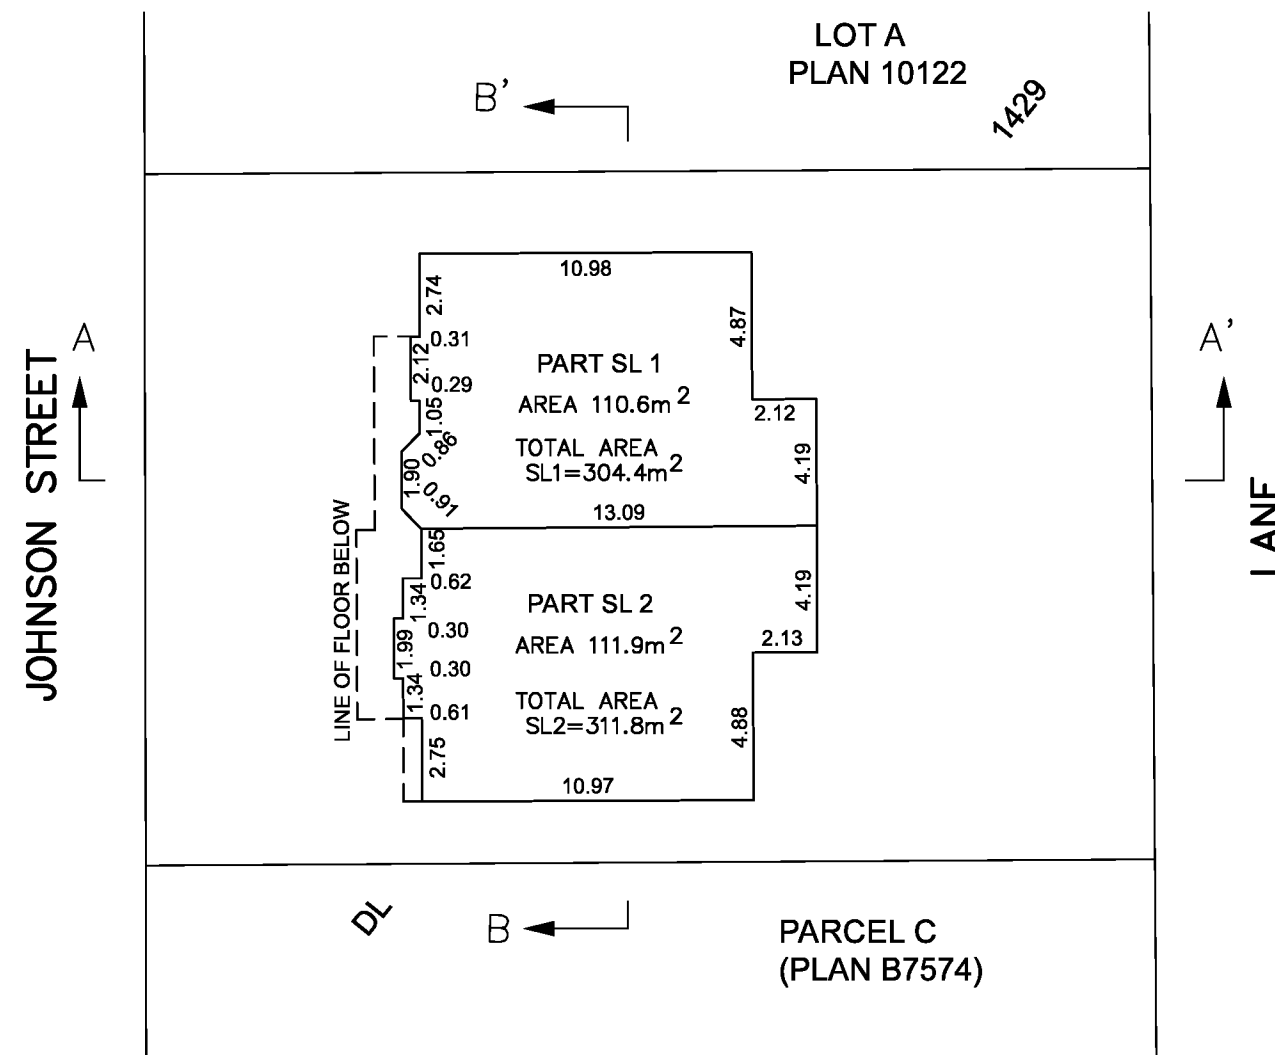 LOT A
PLAN 10122
1429
B'
10.98
2.74
4.87
0.31
2.12
0.29
1.05
0.86
1.90
0.91
PART SL 1
AREA 110.6m2
TOTAL AREA
SL1=304.4m2
2.12
4.19
13.09
A
A'
JOHNSON STREET
LANE
LINE OF FLOOR BELOW
1.65
0.62
1.34
0.30
1.99
0.30
1.34
0.61
2.75
PART SL 2
AREA 111.9m2
TOTAL AREA
SL2=311.8m2
4.19
2.13
4.88
10.97
DL
B
PARCEL C
(PLAN B7574)